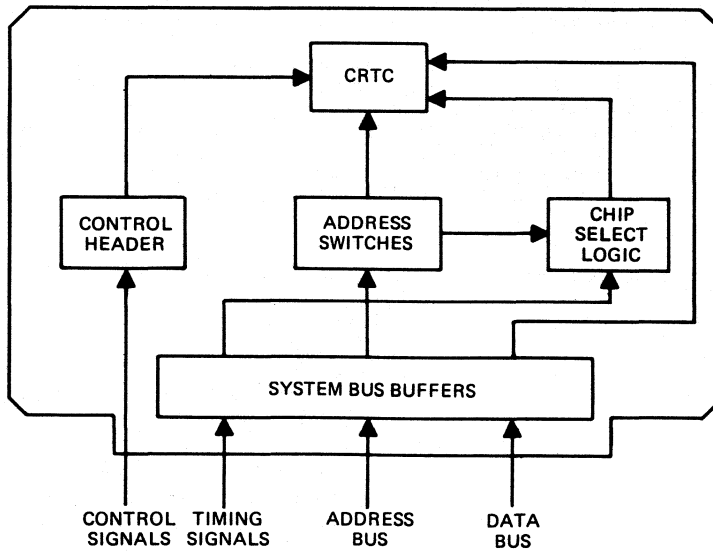 CRTC
CONTROL
HEADER
ADDRESS
SWITCHES
CHIP
SELECT
LOGIC
SYSTEM BUS BUFFERS
CONTROL
SIGNALS
TIMING
SIGNALS
ADDRESS
BUS
DATA
BUS